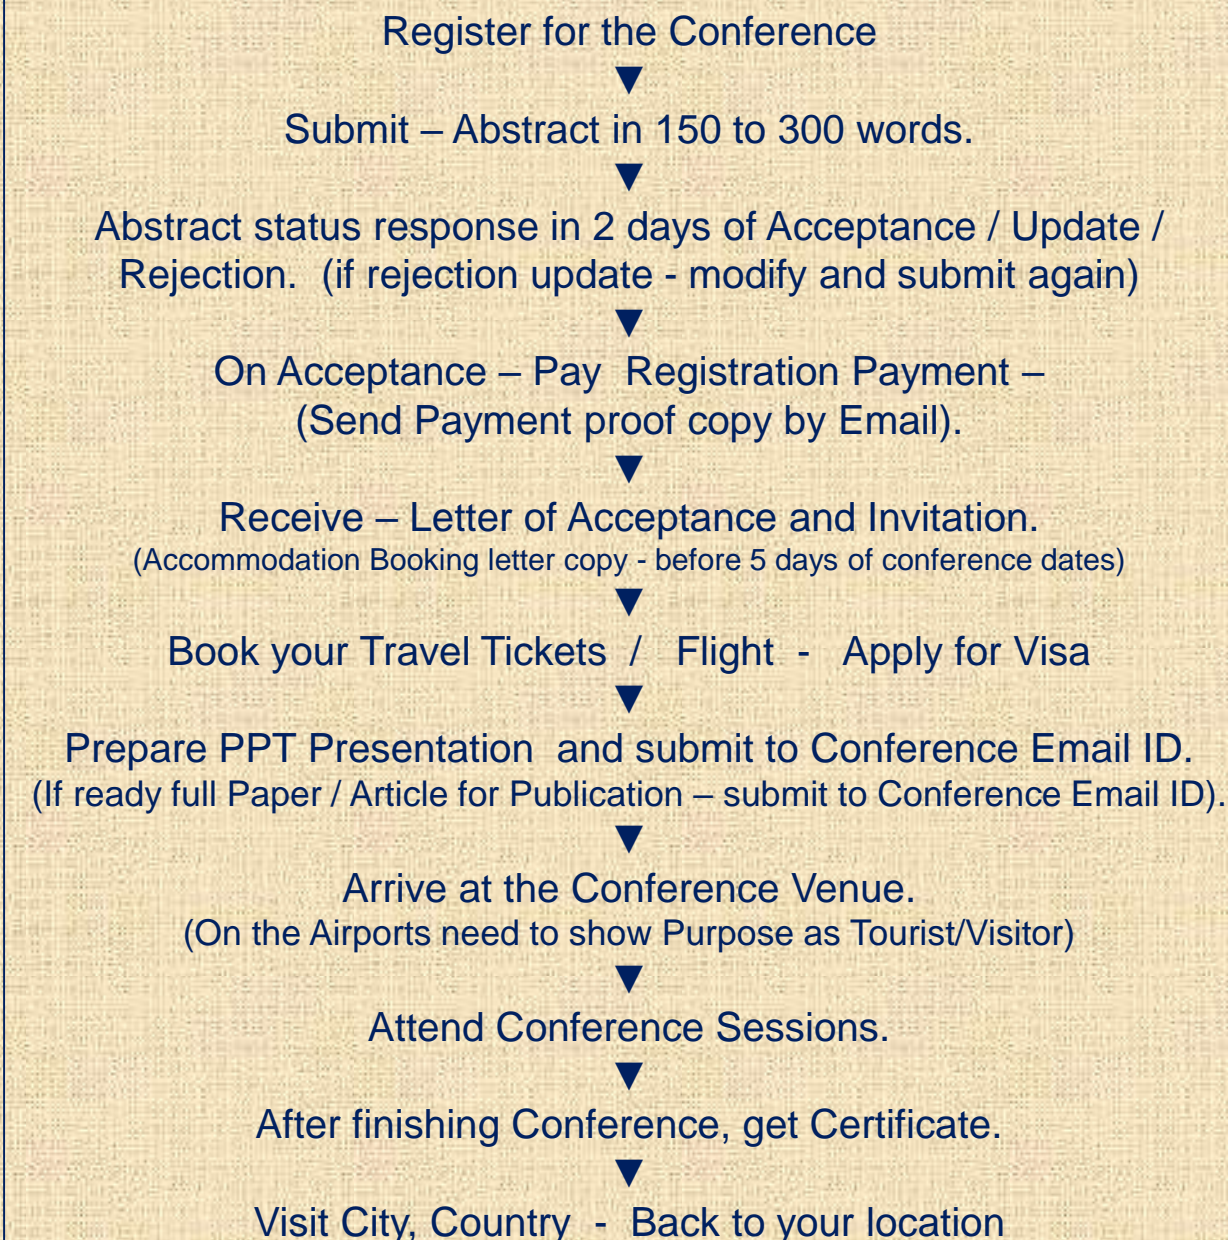 Register for the Conference
▼
Submit – Abstract in 150 to 300 words.
▼
Abstract status response in 2 days of Acceptance / Update /
Rejection.  (if rejection update - modify and submit again)
▼
On Acceptance – Pay  Registration Payment –
(Send Payment proof copy by Email).
▼
Receive – Letter of Acceptance and Invitation.
(Accommodation Booking letter copy - before 5 days of conference dates)
▼
Book your Travel Tickets  /   Flight  -   Apply for Visa
▼
Prepare PPT Presentation  and submit to Conference Email ID.
(If ready full Paper / Article for Publication – submit to Conference Email ID).
▼
Arrive at the Conference Venue.
(On the Airports need to show Purpose as Tourist/Visitor)
▼
Attend Conference Sessions.
▼
After finishing Conference, get Certificate.
▼
Visit City, Country  -  Back to your location